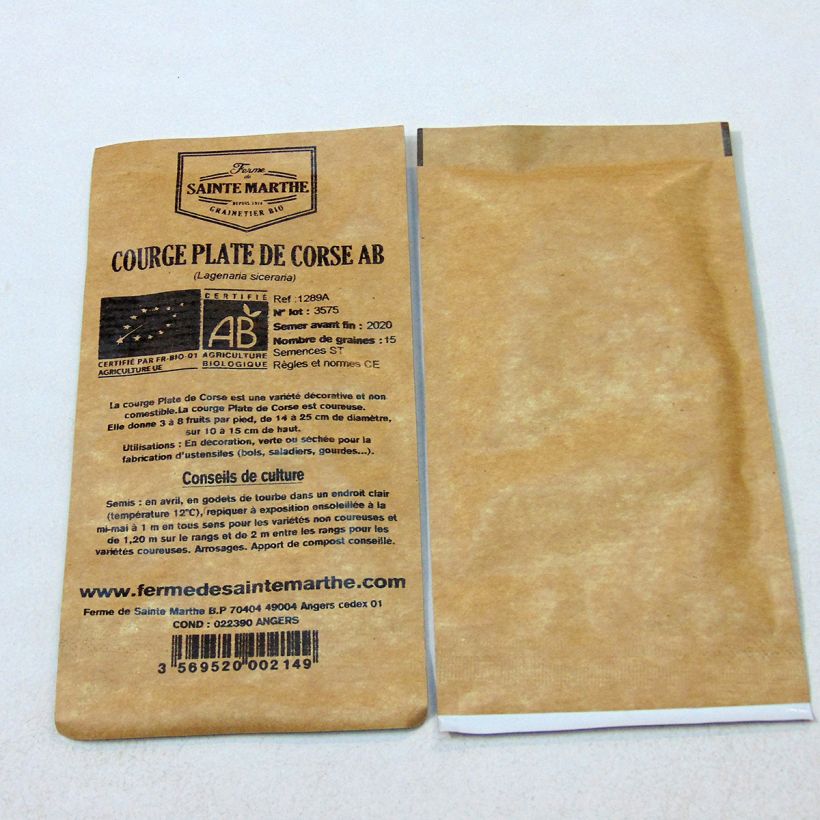 Ferme
de
SAINTE MARTHE
DEPUIS 1974
GRAINETIER BIO
COURGE PLATE DE CORSE AB
(Lagenaria siceraria)
CERTIFIÉ PAR FR-BIO-01
AGRICULTURE UE
CERTIFIÉ
AB
AGRICULTURE
BIOLOGIQUE
Ref :1289A
N° lot : 3575
Semer avant fin : 2020
Nombre de graines :15
Semences ST
Règles et normes CE
La courge Plate de Corse est une variété décorative et non
comestible.La courge Plate de Corse est coureuse.
Elle donne 3 à 8 fruits par pied, de 14 à 25 cm de diamètre,
sur 10 à 15 cm de haut.
Utilisations : En décoration, verte ou séchée pour la
fabrication d'ustensiles (bols, saladiers, gourdes...).
Conseils de culture
Semis : en avril, en godets de tourbe dans un endroit clair
(température 12°C), repiquer à exposition ensoleillée à la
mi-mai à 1 m en tous sens pour les variétés non coureuses et
de 1,20 m sur le rangs et de 2 m entre les rangs pour les
variétés coureuses. Arrosages. Apport de compost conseillé.
www.fermedesaintemarthe.com
Ferme de Sainte Marthe B.P 70404 49004 Angers cedex 01
COND : 022390 ANGERS
3 569520 002149